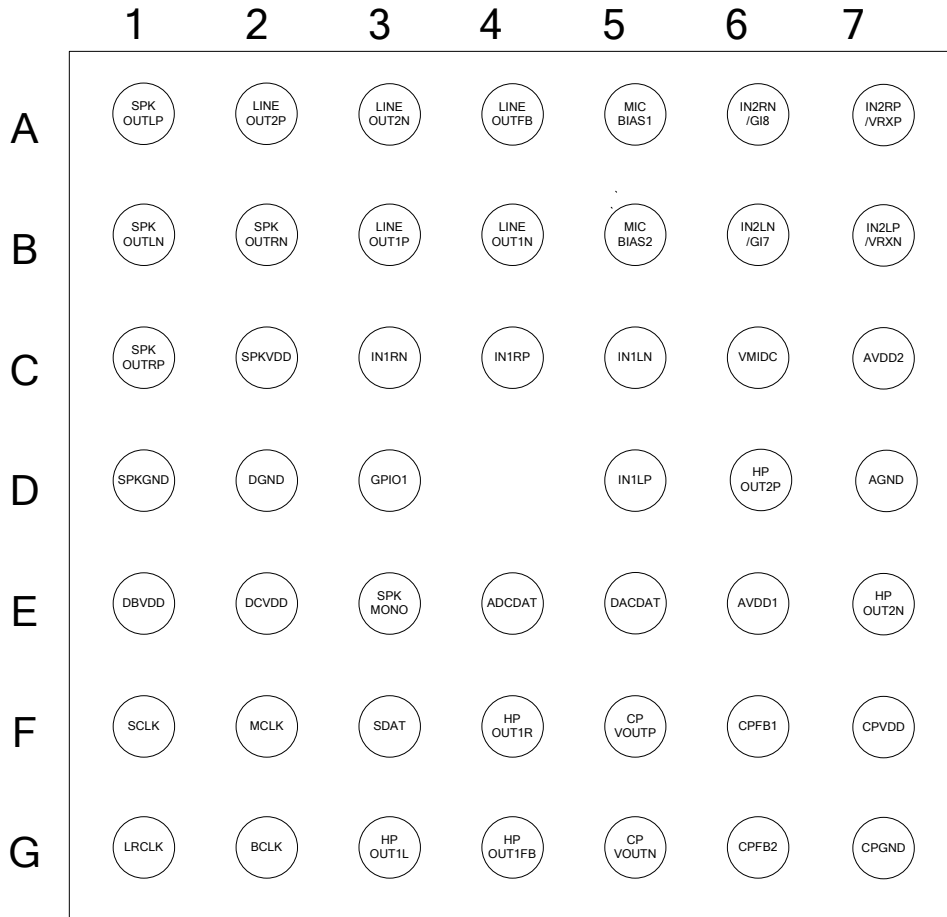 1 2 3 4 5 6 7
A
SPK OUTLP
LINE OUT2P
LINE OUT2N
LINE OUTFB
MIC BIAS1
IN2RN /GI8
IN2RP /VRXP
B
SPK OUTLN
SPK OUTRN
LINE OUT1P
LINE OUT1N
MIC BIAS2
IN2LN /GI7
IN2LP /VRXN
C
SPK OUTRP
SPKVDD
IN1RN
IN1RP
IN1LN
VMIDC
AVDD2
D
SPKGND
DGND
GPIO1
IN1LP
HP OUT2P
AGND
E
DBVDD
DCVDD
SPK MONO
ADCDAT
DACDAT
AVDD1
HP OUT2N
F
SCLK
MCLK
SDAT
HP OUT1R
CP VOUTP
CPFB1
CPVDD
G
LRCLK
BCLK
HP OUT1L
HP OUT1FB
CP VOUTN
CPFB2
CPGND